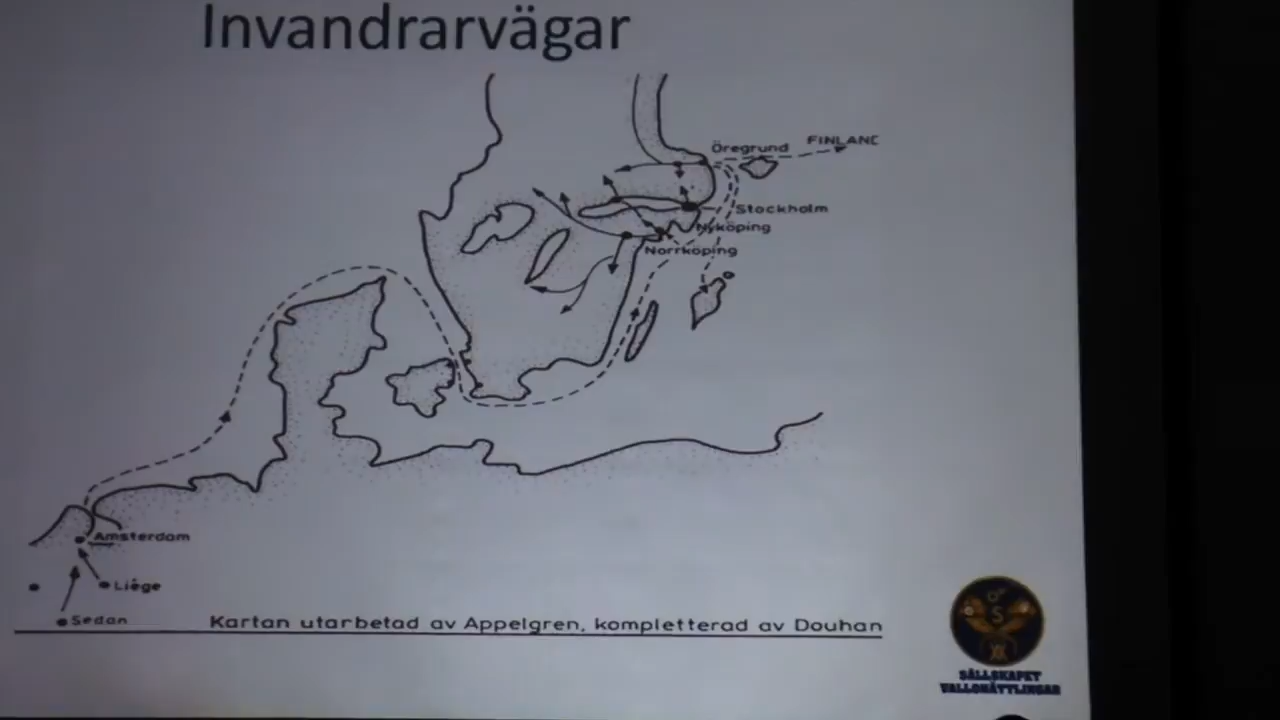 Invandrarvägar
Öregrund
FINLAND
Stockholm
Nyköping
Norrköping
Amsterdam
Liège
Sedan
Kartan utarbetad av Appelgren, kompletterad av Douhan
S
SÄLLSKAPET
VALLONÄTTLINGAR